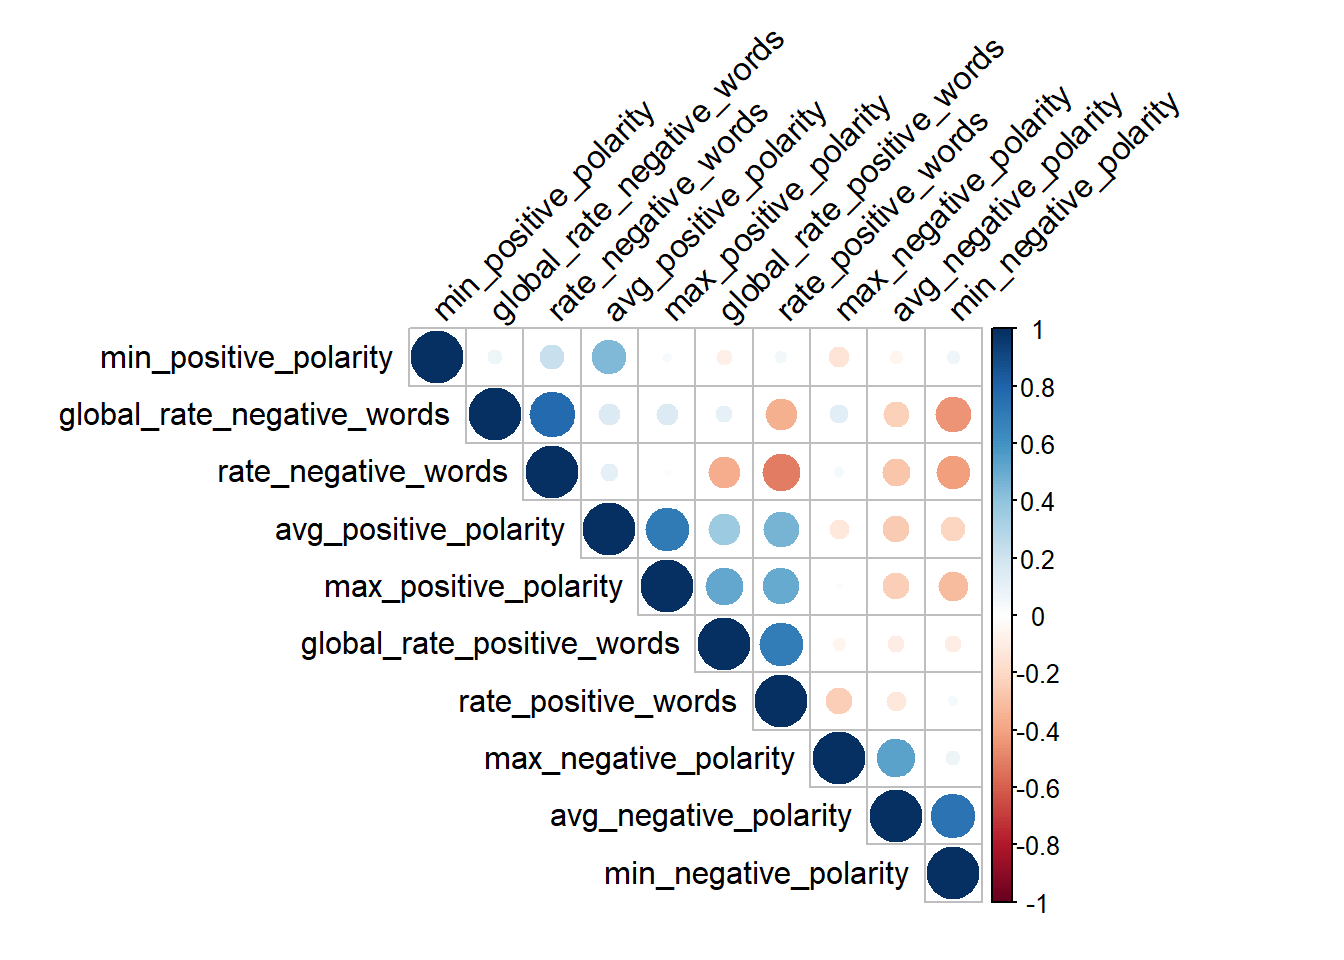 min_positive_polarity
global_rate_negative_words
rate_negative_words
avg_positive_polarity
max_positive_polarity
global_rate_positive_words
rate_positive_words
max_negative_polarity
avg_negative_polarity
min_negative_polarity
min_positive_polarity
global_rate_negative_words
rate_negative_words
avg_positive_polarity
max_positive_polarity
global_rate_positive_words
rate_positive_words
max_negative_polarity
avg_negative_polarity
min_negative_polarity
1
0.8
0.6
0.4
0.2
0
-0.2
-0.4
-0.6
-0.8
-1